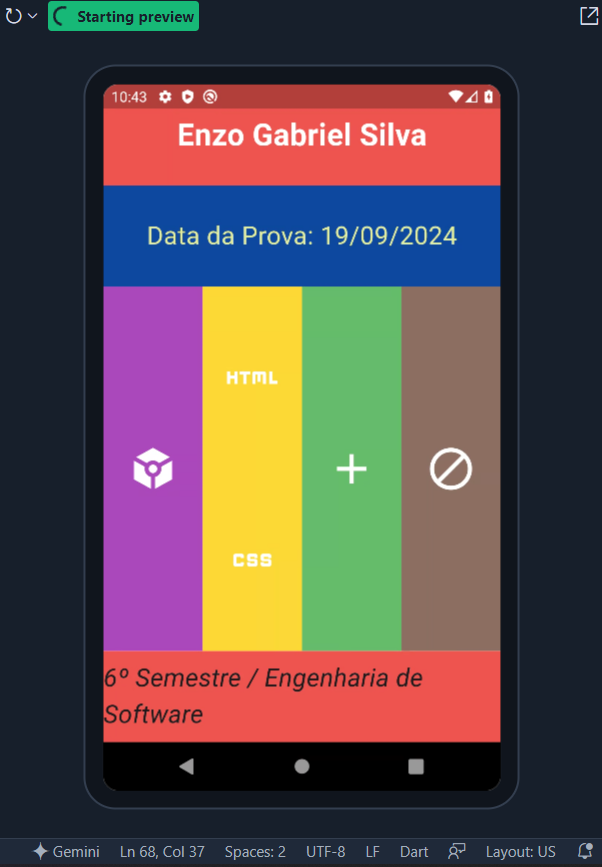 Starting preview
10:43
Enzo Gabriel Silva
Data da Prova: 19/09/2024
HTML
CSS
6º Semestre / Engenharia de
Software
Gemini Ln 68, Col 37 Spaces: 2 UTF-8 LF Dart Layout: US